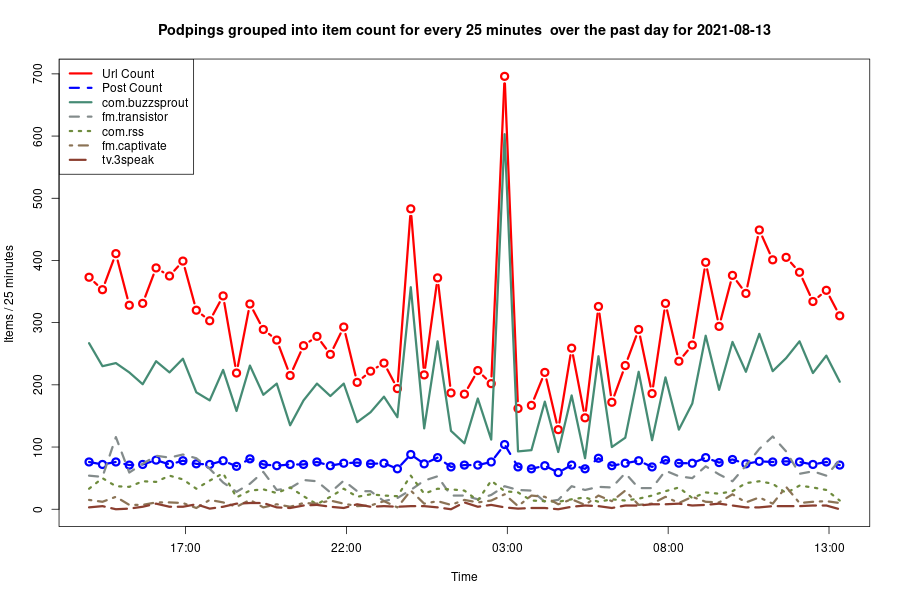 Podpings grouped into item count for every 25 minutes  over the past day for 2021-08-13
Items / 25 minutes
700
600
500
400
300
200
100
0
Url Count
Post Count
com.buzzsprout
fm.transistor
com.rss
fm.captivate
tv.3speak
17:00
22:00
03:00
08:00
13:00
Time